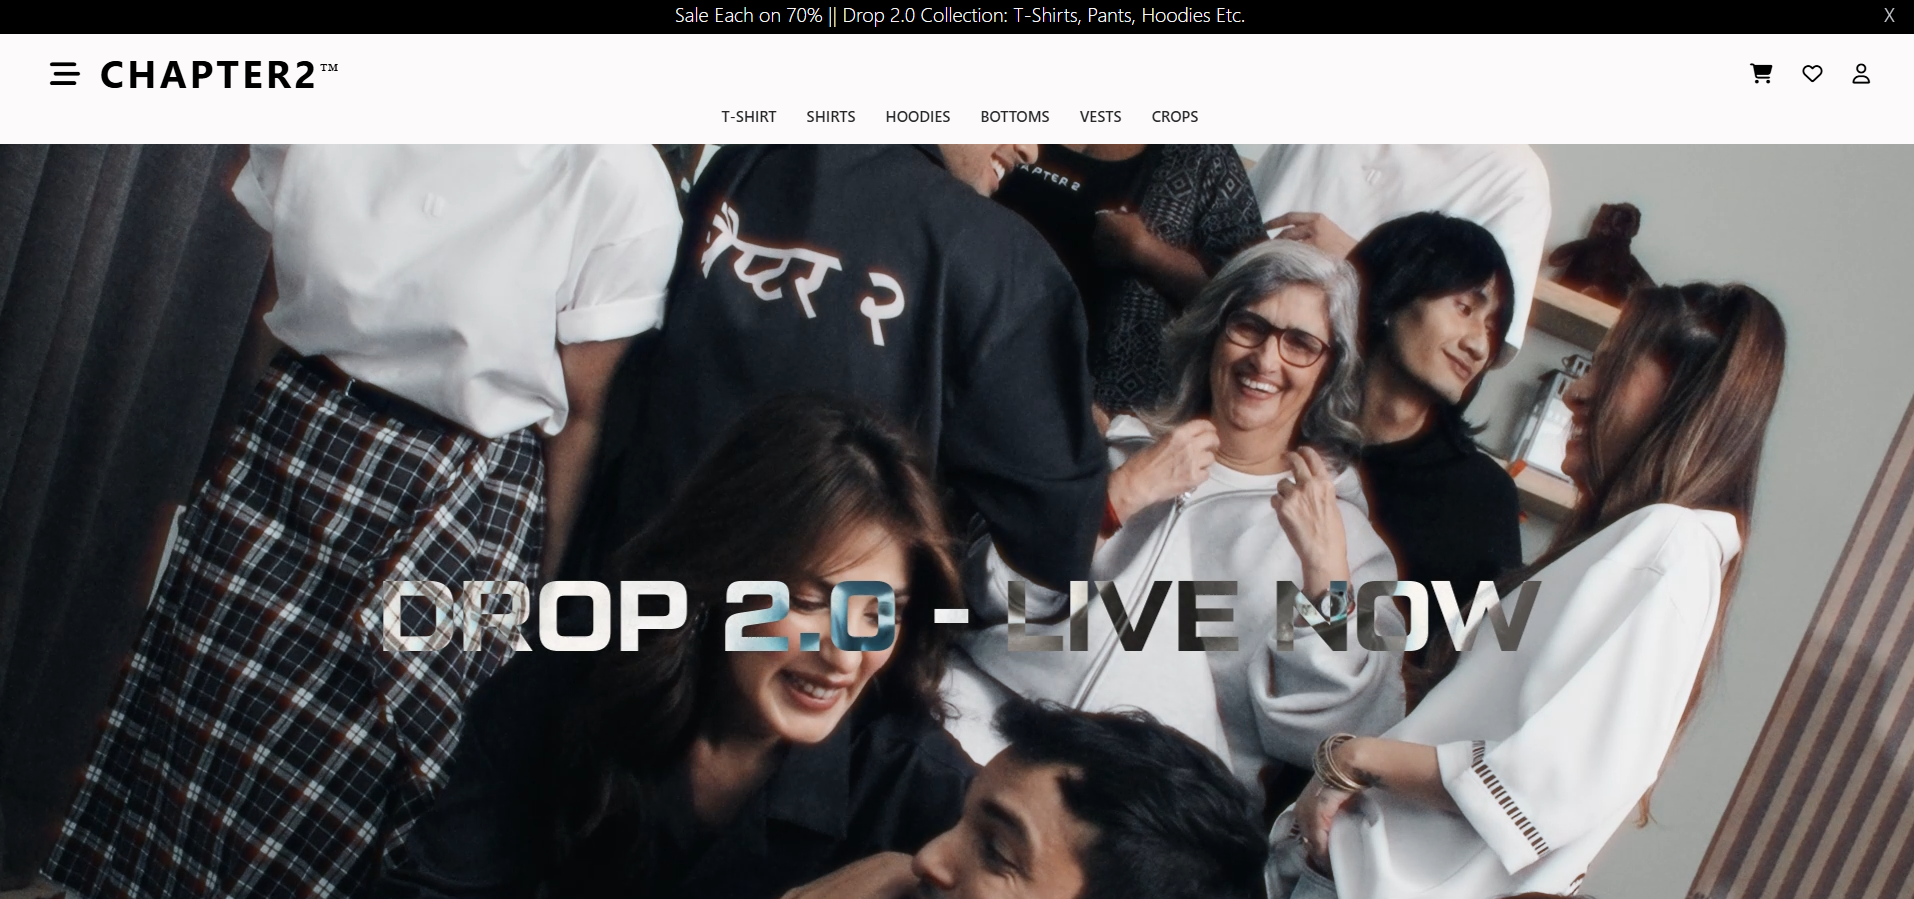 Sale Each on 70% || Drop 2.0 Collection: T-Shirts, Pants, Hoodies Etc.
X
CHAPTER2™
T-SHIRT SHIRTS HOODIES BOTTOMS VESTS CROPS
APTER 2
चैप्टर २
DROP 2.0 - LIVE NOW